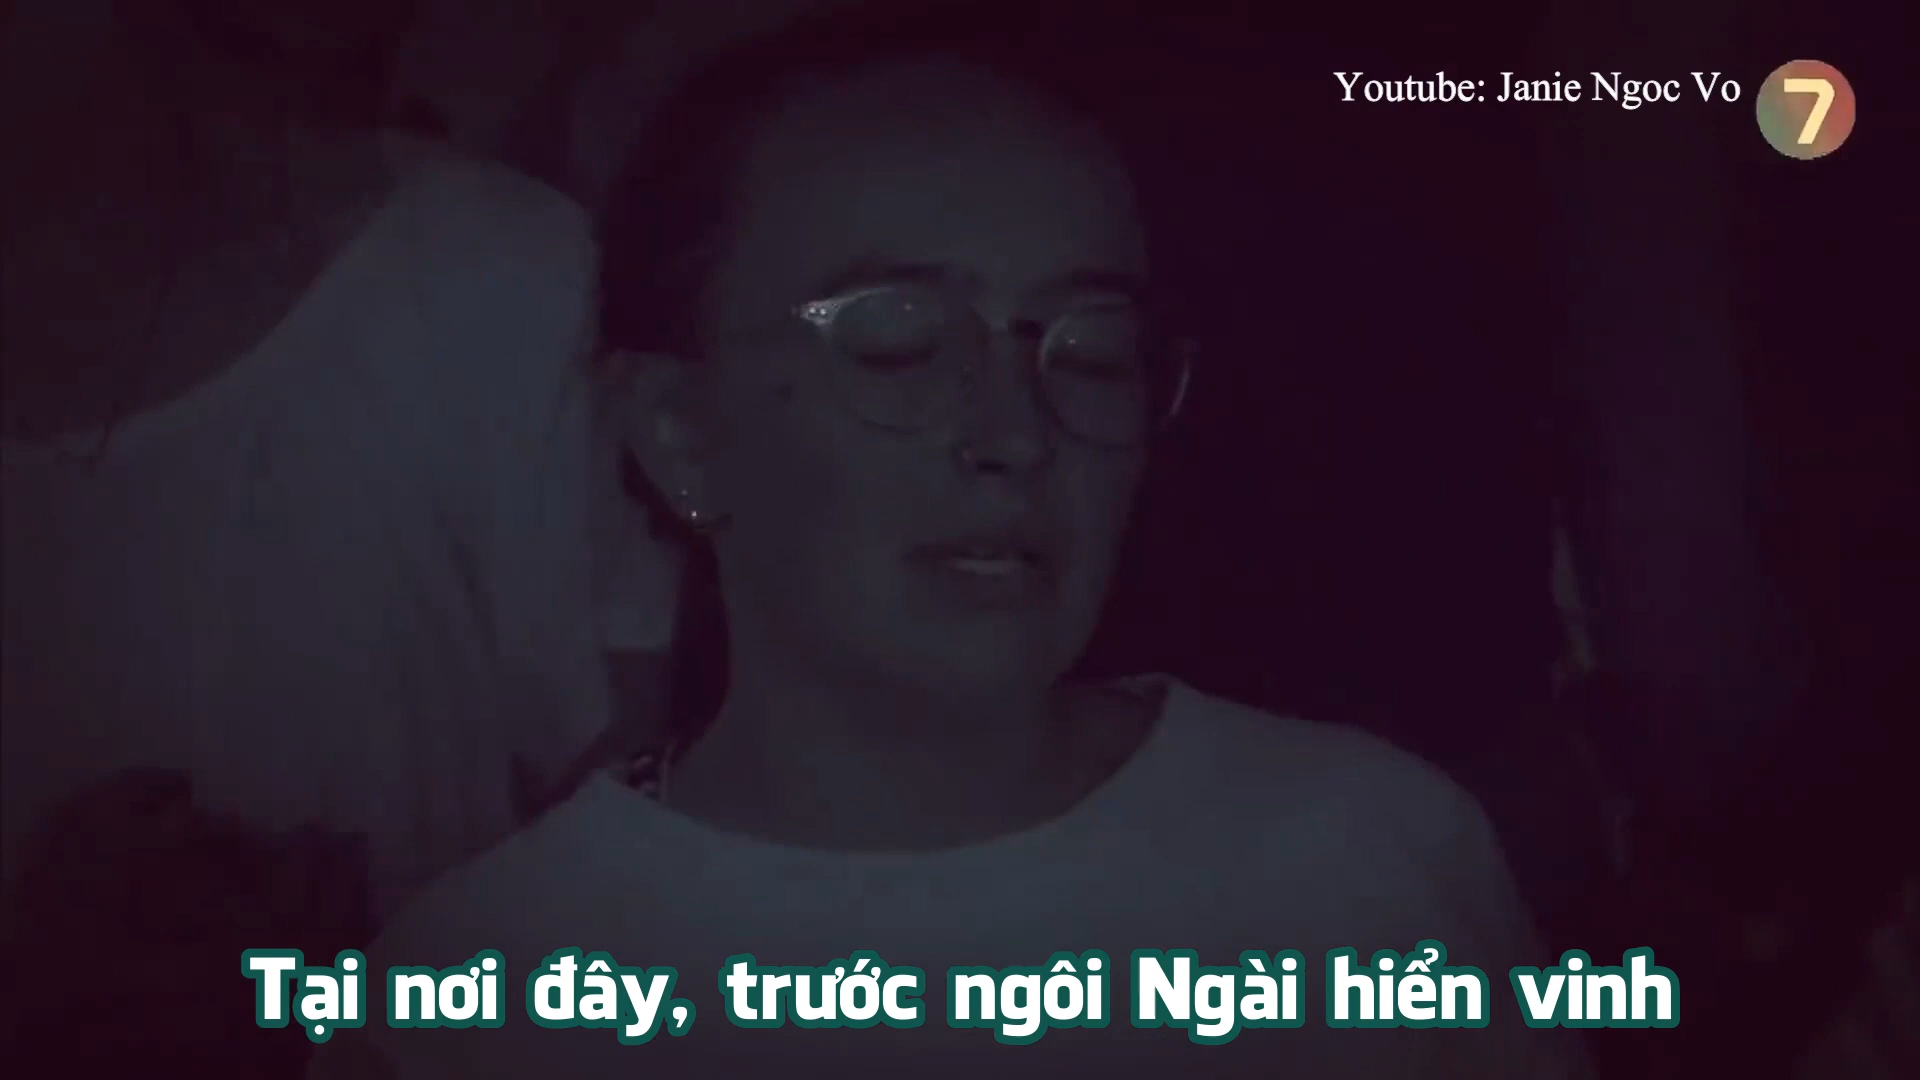 Youtube: Janie Ngoc Vo
7
Tại nơi đây, trước ngôi Ngài hiển vinh